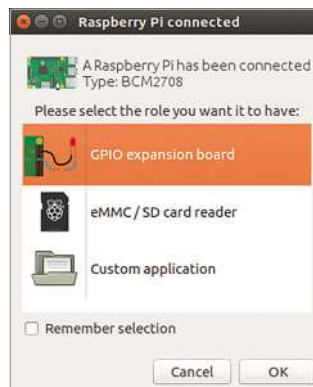 Raspberry Pi connected
A Raspberry Pi has been connected
Type: BCM2708
Please select the role you want it to have:
GPIO expansion board
eMMC / SD card reader
Custom application
Remember selection
Cancel
OK